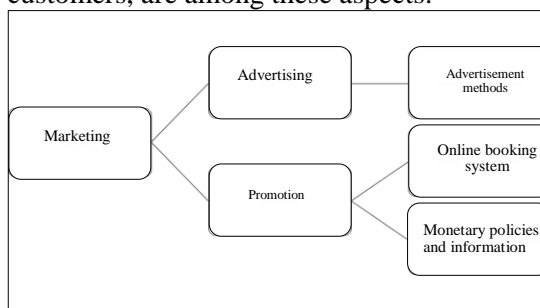 customers, are among these aspects.
Advertising
Advertisement
methods
Marketing
Online booking
system
Promotion
Monetary policies
and information